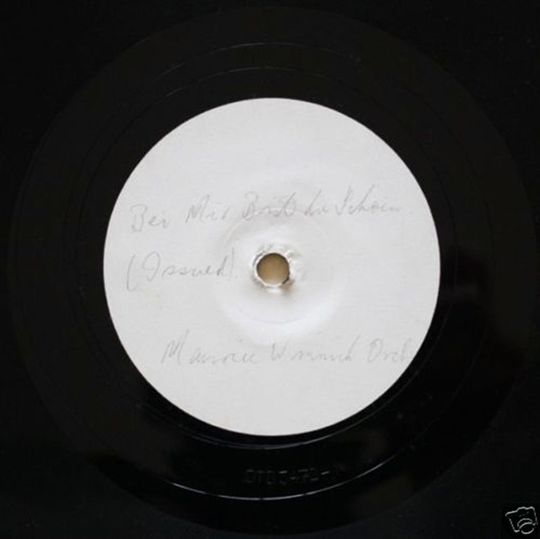 Bei Mir Bist du Schoen.
(Issued).
Maurice Winnick Orch.